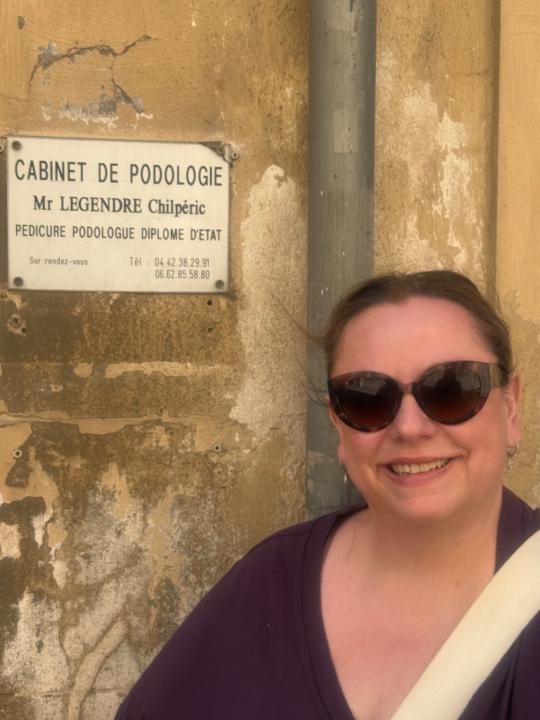 CABINET DE PODOLOGIE
Mr LEGENDRE Chilpéric
PEDICURE PODOLOGUE DIPLOME D'ETAT
Sur rendez-vous Tél : 04.42.38.29.91
06.62.85.58.80